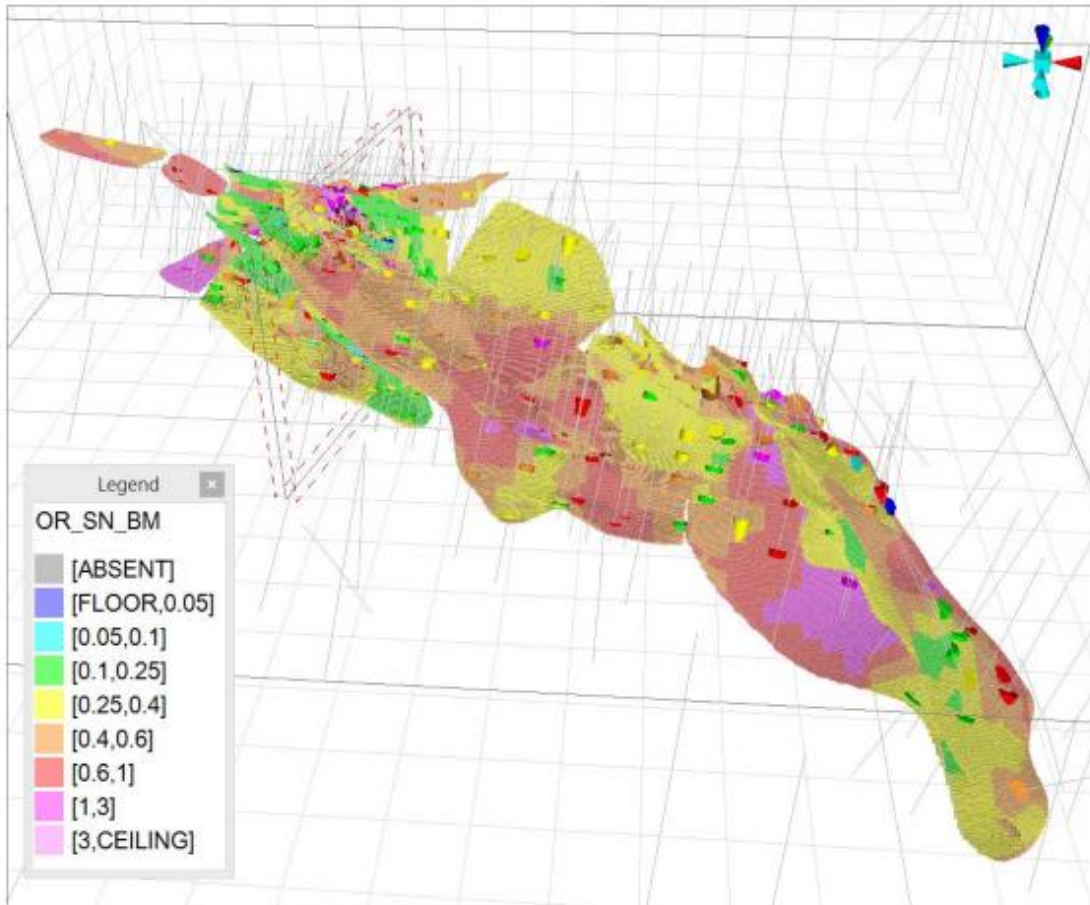 Legend
OR_SN_BM
[ABSENT]
[FLOOR,0.05]
[0.05,0.1]
[0.1,0.25]
[0.25,0.4]
[0.4,0.6]
[0.6,1]
[1,3]
[3,CEILING]